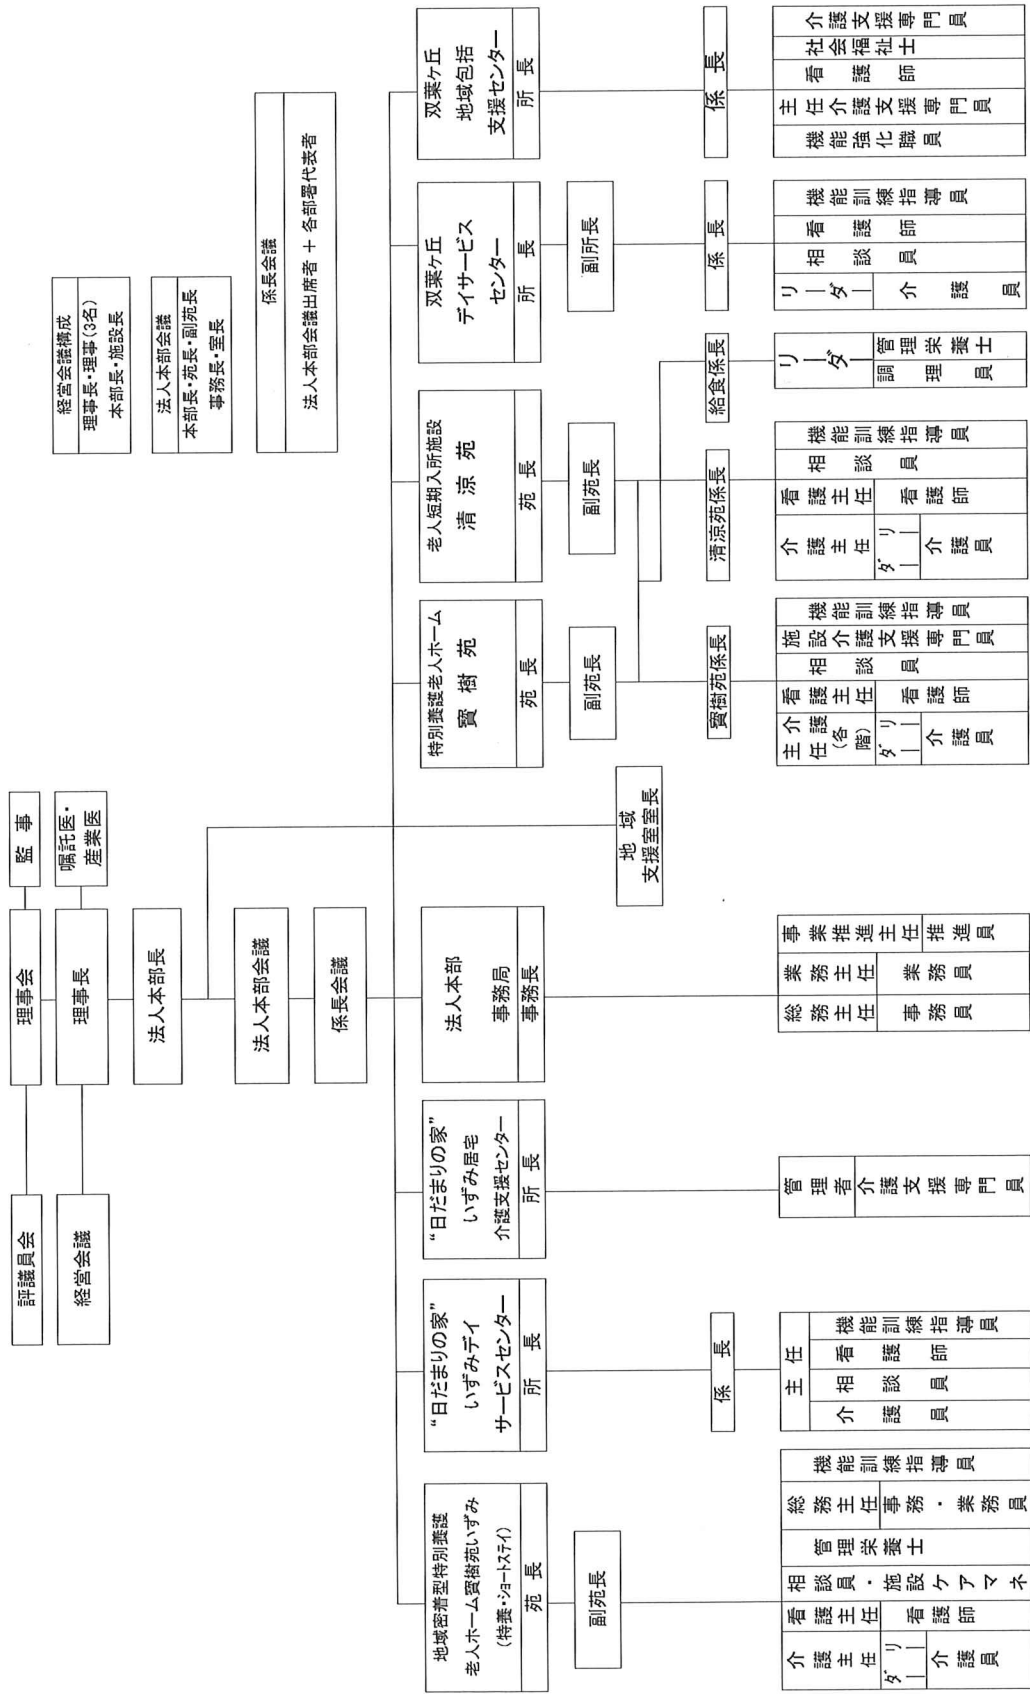 評議員会
理事会
監事
経営会議
理事長
嘱託医・
産業医
法人本部長
法人本部会議
係長会議
経営会議構成
理事長・理事(3名)
本部長・施設長
法人本部会議
本部長・苑長・副苑長
事務長・室長
係長会議
法人本部会議出席者 + 各部署代表者
地域密着型特別養護
老人ホーム寳樹苑いずみ
(特養・ショートステイ)
苑長
副苑長
介護主任
リーダー
介護員
看護主任
看護師
相談員・施設ケアマネ
管理栄養士
総務主任
事務・業務員
機能訓練指導員
“日だまりの家”
いずみデイ
サービスセンター
所長
係長
主任
介護員
相談員
看護師
機能訓練指導員
“日だまりの家”
いずみ居宅
介護支援センター
所長
管理者
介護支援専門員
法人本部
事務局
事務長
総務主任
事務員
業務主任
業務員
事業推進主任
推進員
地域
支援室室長
特別養護老人ホーム
寳樹苑
苑長
副苑長
寳樹苑係長
介護主任(各階)
リーダー
介護員
看護主任
看護師
相談員
施設介護支援専門員
機能訓練指導員
老人短期入所施設
清涼苑
苑長
副苑長
清涼苑係長
介護主任
リーダー
介護員
看護主任
看護師
相談員
機能訓練指導員
給食係長
リーダー
調理員
管理栄養士
双葉ヶ丘
デイサービス
センター
所長
副所長
係長
リーダー
介護員
相談員
看護師
機能訓練指導員
双葉ヶ丘
地域包括
支援センター
所長
係長
機能強化職員
主任介護支援専門員
看護師
社会福祉士
介護支援専門員